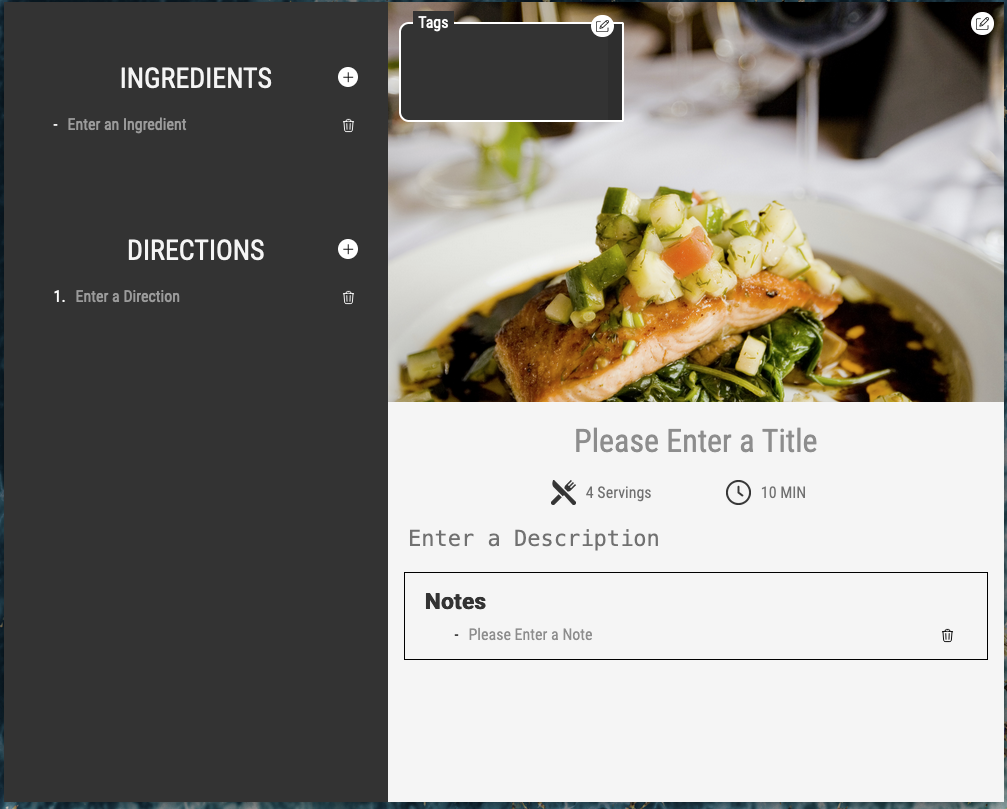 INGREDIENTS
- Enter an Ingredient
DIRECTIONS
1. Enter a Direction
Tags
Please Enter a Title
4 Servings
10 MIN
Enter a Description
Notes
- Please Enter a Note